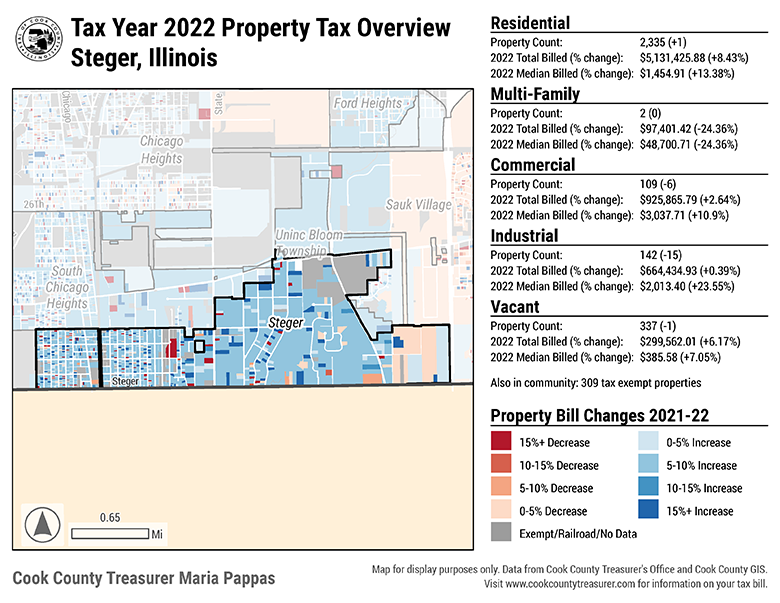 Tax Year 2022 Property Tax Overview
Steger, Illinois
Chicago
State
Ford Heights
Chicago
Heights
26Th
Sauk Village
Uninc Bloom
Township
South
Chicago
Heights
Steger
Steger
0.65
Mi
Cook County Treasurer Maria Pappas
Residential
Property Count: 2,335 (+1)
2022 Total Billed (% change): $5,131,425.88 (+8.43%)
2022 Median Billed (% change): $1,454.91 (+13.38%)
Multi-Family
Property Count: 2 (0)
2022 Total Billed (% change): $97,401.42 (-24.36%)
2022 Median Billed (% change): $48,700.71 (-24.36%)
Commercial
Property Count: 109 (-6)
2022 Total Billed (% change): $925,865.79 (+2.64%)
2022 Median Billed (% change): $3,037.71 (+10.9%)
Industrial
Property Count: 142 (-15)
2022 Total Billed (% change): $664,434.93 (+0.39%)
2022 Median Billed (% change): $2,013.40 (+23.55%)
Vacant
Property Count: 337 (-1)
2022 Total Billed (% change): $299,562.01 (+6.17%)
2022 Median Billed (% change): $385.58 (+7.05%)
Also in community: 309 tax exempt properties
Property Bill Changes 2021-22
15%+ Decrease
10-15% Decrease
5-10% Decrease
0-5% Decrease
Exempt/Railroad/No Data
0-5% Increase
5-10% Increase
10-15% Increase
15%+ Increase
Map for display purposes only. Data from Cook County Treasurer's Office and Cook County GIS.
Visit www.cookcountytreasurer.com for information on your tax bill.